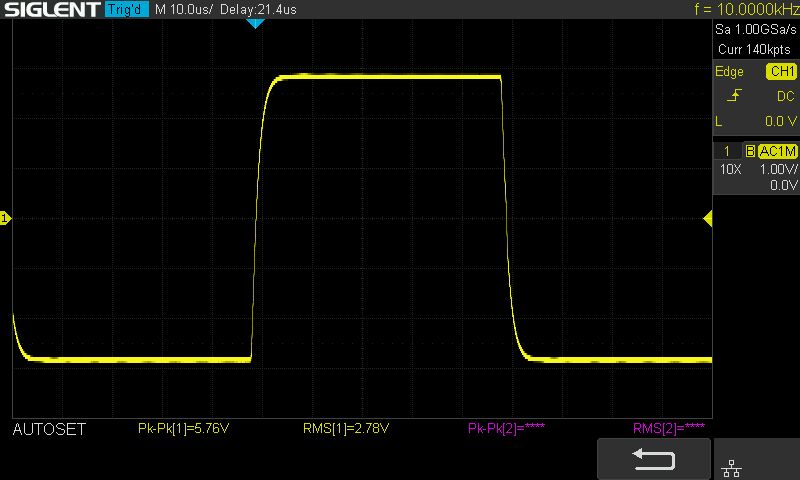 SIGLENT Trig'd M 10.0us/ Delay:21.4us f = 10.0000kHz
Sa 1.00GSa/s
Curr 140kpts
Edge CH1
DC
L 0.0 V
1 B AC1M
10X 1.00V/
0.0V
1
AUTOSET Pk-Pk[1]=5.76V RMS[1]=2.78V Pk-Pk[2]=**** RMS[2]=****